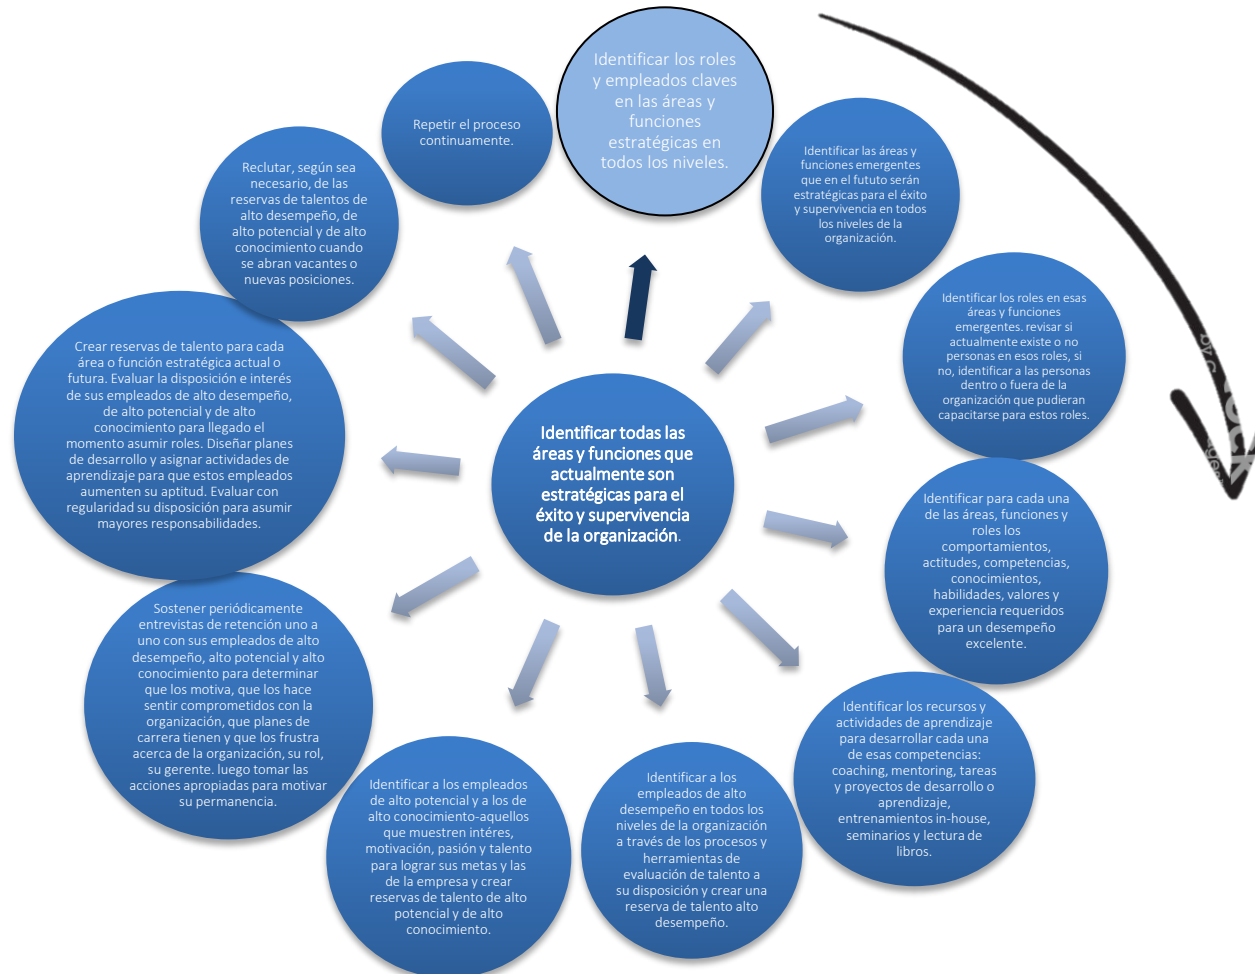 Identificar los roles
y empleados claves
en las áreas y
funciones
estratégicas en
todos los niveles.
Identificar las áreas y
funciones emergentes
que en el fututo serán
estratégicas para el éxito
y supervivencia en todos
los niveles de la
organización.
Identificar los roles en esas
áreas y funciones
emergentes. revisar si
actualmente existe o no
personas en esos roles, si
no, identificar a las personas
dentro o fuera de la
organización que pudieran
capacitarse para estos roles.
Identificar para cada una
de las áreas, funciones y
roles los
comportamientos,
actitudes, competencias,
conocimientos,
habilidades, valores y
experiencia requeridos
para un desempeño
excelente.
Identificar los recursos y
actividades de aprendizaje
para desarrollar cada una
de esas competencias:
coaching, mentoring, tareas
y proyectos de desarrollo o
aprendizaje,
entrenamientos in-house,
seminarios y lectura de
libros.
Identificar a los
empleados de alto
desempeño en todos los
niveles de la organización
a través de los procesos y
herramientas de
evaluación de talento a
su disposición y crear una
reserva de talento alto
desempeño.
Identificar a los empleados
de alto potencial y a los de
alto conocimiento-aquellos
que muestren intéres,
motivación, pasión y talento
para lograr sus metas y las
de la empresa y crear
reservas de talento de alto
potencial y de alto
conocimiento.
Sostener periódicamente
entrevistas de retención uno a
uno con sus empleados de alto
desempeño, alto potencial y alto
conocimiento para determinar
que los motiva, que los hace
sentir comprometidos con la
organización, que planes de
carrera tienen y que los frustra
acerca de la organización, su rol,
su gerente. luego tomar las
acciones apropiadas para motivar
su permanencia.
Crear reservas de talento para cada
área o función estratégica actual o
futura. Evaluar la disposición e interés
de sus empleados de alto desempeño,
de alto potencial y de alto
conocimiento para llegado el
momento asumir roles. Diseñar planes
de desarrollo y asignar actividades de
aprendizaje para que estos empleados
aumenten su aptitud. Evaluar con
regularidad su disposición para asumir
mayores responsabilidades.
Reclutar, según sea
necesario, de las
reservas de talentos de
alto desempeño, de
alto potencial y de alto
conocimiento cuando
se abran vacantes o
nuevas posiciones.
Repetir el proceso
continuamente.
Identificar todas las
áreas y funciones que
actualmente son
estratégicas para el
éxito y supervivencia
de la organización.